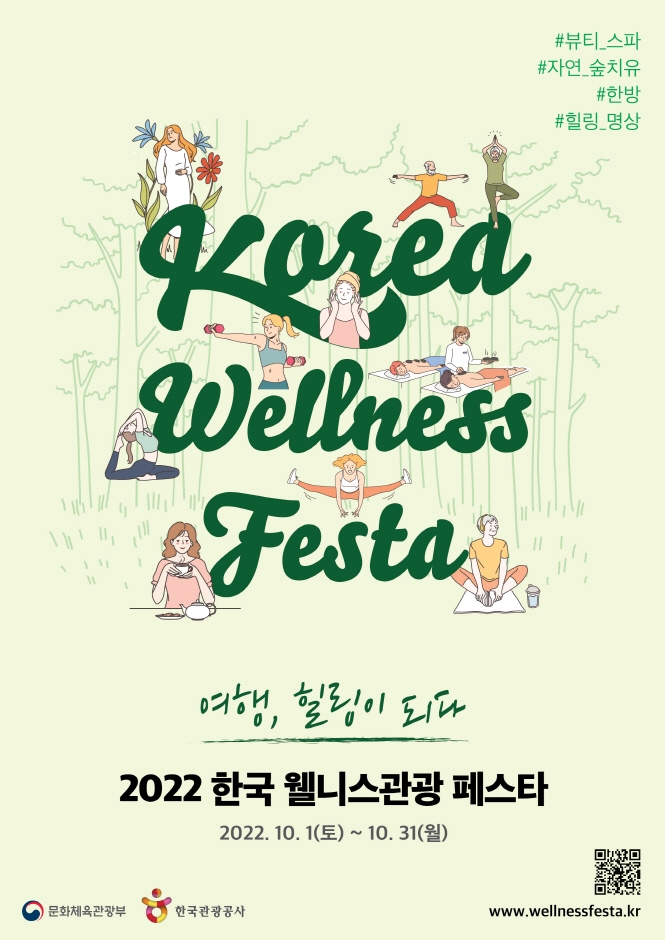 #뷰티_스파
#자연_숲치유
#한방
#힐링_명상
Korea
Wellness
Festa
여행, 힐링이 되다
2022 한국 웰니스관광 페스타
2022. 10. 1(토) ~ 10. 31(월)
문화체육관광부 한국관광공사
www.wellnessfesta.kr